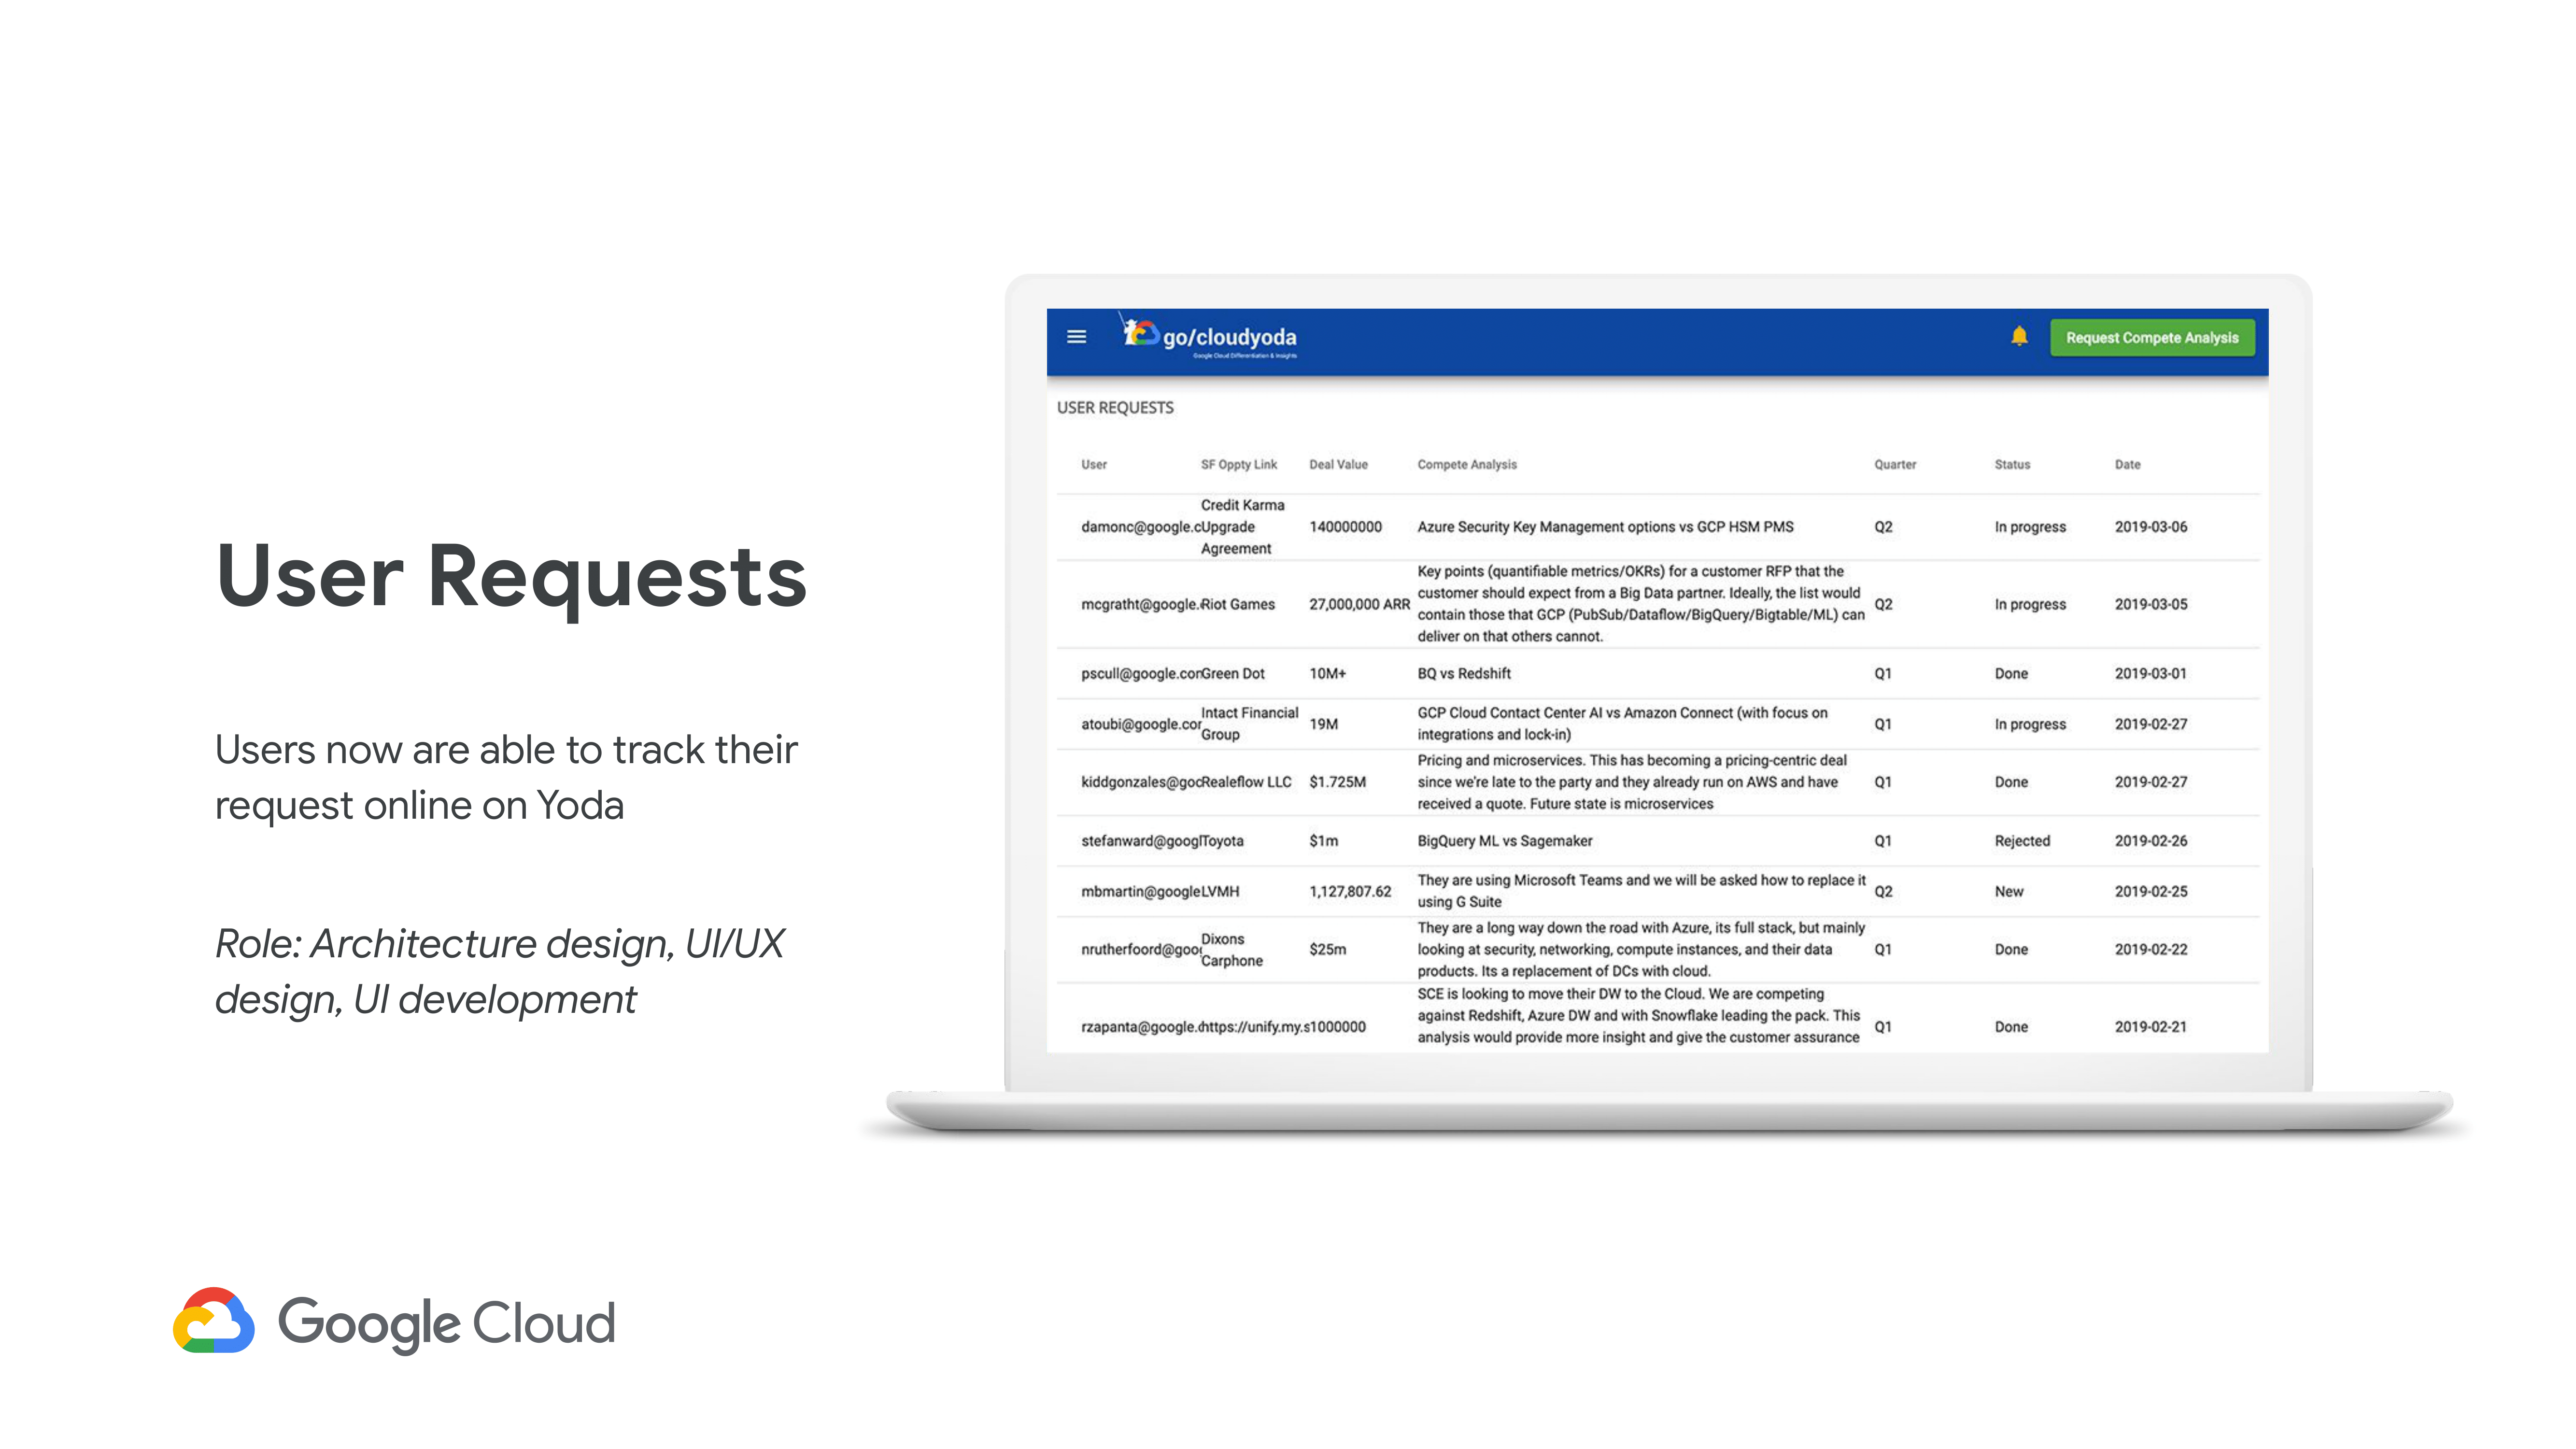 User Requests
Users now are able to track their
request online on Yoda
Role: Architecture design, UI/UX
design, UI development
Google Cloud
go/cloudyoda
Google Cloud Differentiation & Insights
Request Compete Analysis
USER REQUESTS
User SF Oppty Link Deal Value Compete Analysis Quarter Status Date
Credit Karma
damonc@google.c Upgrade 140000000 Azure Security Key Management options vs GCP HSM PMS Q2 In progress 2019-03-06
Agreement
Key points (quantifiable metrics/OKRs) for a customer RFP that the
customer should expect from a Big Data partner. Ideally, the list would
mcgratht@google. Riot Games 27,000,000 ARR Q2 In progress 2019-03-05
contain those that GCP (PubSub/Dataflow/BigQuery/Bigtable/ML) can
deliver on that others cannot.
pscull@google.com Green Dot 10M+ BQ vs Redshift Q1 Done 2019-03-01
Intact Financial GCP Cloud Contact Center AI vs Amazon Connect (with focus on
atoubi@google.com 19M Q1 In progress 2019-02-27
Group integrations and lock-in)
Pricing and microservices. This has becoming a pricing-centric deal
kiddgonzales@goo Realeflow LLC $1.725M since we're late to the party and they already run on AWS and have Q1 Done 2019-02-27
received a quote. Future state is microservices
stefanward@googl Toyota $1m BigQuery ML vs Sagemaker Q1 Rejected 2019-02-26
They are using Microsoft Teams and we will be asked how to replace it
mbmartin@google LVMH 1,127,807.62 Q2 New 2019-02-25
using G Suite
They are a long way down the road with Azure, its full stack, but mainly
Dixons
nrutherfoord@goo $25m looking at security, networking, compute instances, and their data Q1 Done 2019-02-22
Carphone
products. Its a replacement of DCs with cloud.
SCE is looking to move their DW to the Cloud. We are competing
against Redshift, Azure DW and with Snowflake leading the pack. This
rzapanta@google. https://unify.my.s 1000000 Q1 Done 2019-02-21
analysis would provide more insight and give the customer assurance